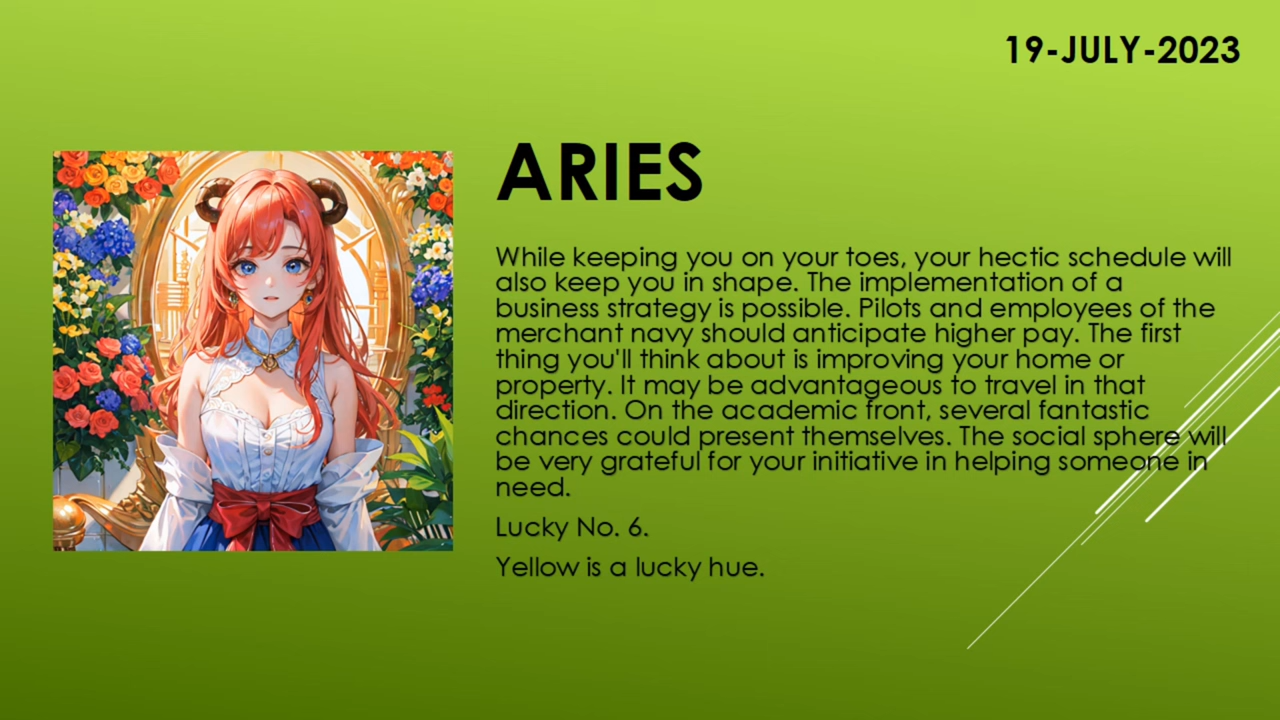 19-JULY-2023
ARIES
While keeping you on your toes, your hectic schedule will
also keep you in shape. The implementation of a
business strategy is possible. Pilots and employees of the
merchant navy should anticipate higher pay. The first
thing you'll think about is improving your home or
property. It may be advantageous to travel in that
direction. On the academic front, several fantastic
chances could present themselves. The social sphere will
be very grateful for your initiative in helping someone in
need.
Lucky No. 6.
Yellow is a lucky hue.